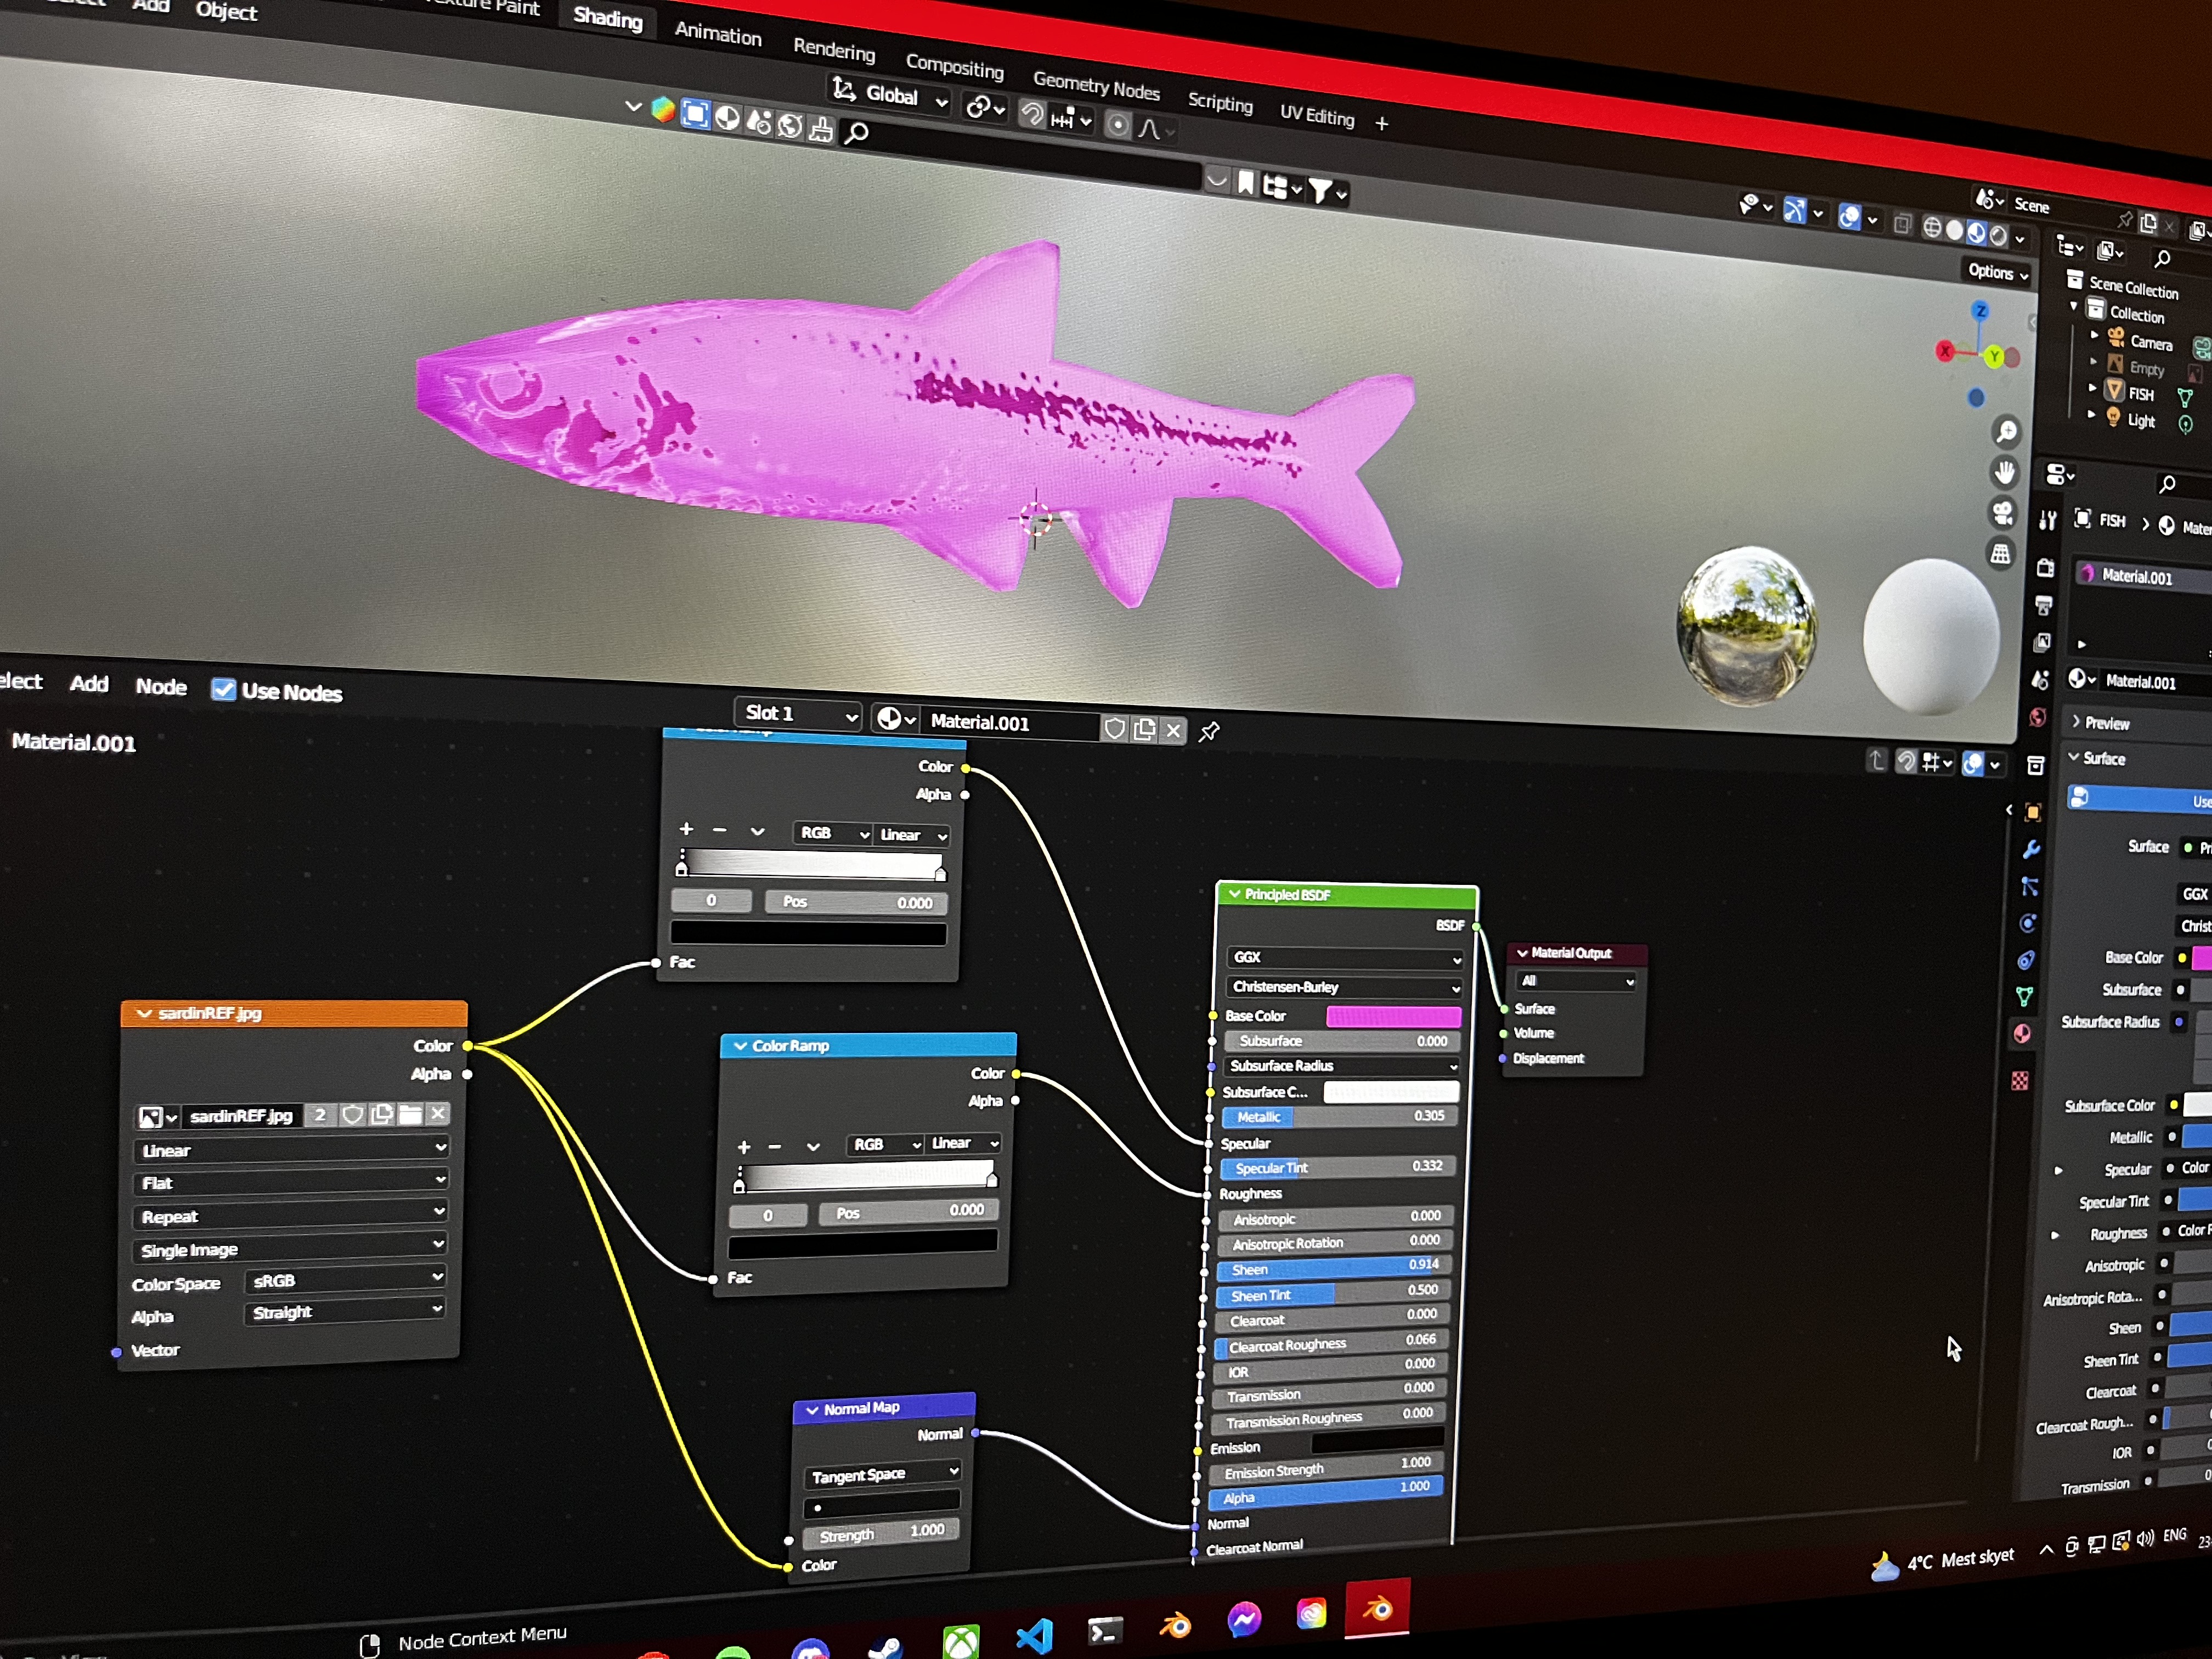 Add
Object
Texture Paint
Shading
Animation
Rendering
Compositing
Geometry Nodes
Scripting
UV Editing
+
Global
Scene
Options
Z
X
Y
Scene Collection
Collection
Camera
Empty
FISH
Light
FISH
Material.001
Material.001
Preview
Surface
Surface
GGX
Base Color
Subsurface
Subsurface Radius
Subsurface Color
Metallic
Specular
Color
Specular Tint
Roughness
Color R
Anisotropic
Anisotropic Rota...
Sheen
Sheen Tint
Clearcoat
Clearcoat Rough...
IOR
Transmission
Add
Node
Use Nodes
Slot 1
Material.001
Material.001
Color
Alpha
RGB
Linear
0
Pos
0.000
Fac
sardinREF.jpg
Color
Alpha
sardinREF.jpg
2
Linear
Flat
Repeat
Single Image
Color Space
sRGB
Alpha
Straight
Vector
Color Ramp
Color
Alpha
RGB
Linear
0
Pos
0.000
Fac
Normal Map
Normal
Tangent Space
Strength
1.000
Color
Principled BSDF
BSDF
GGX
Christensen-Burley
Base Color
Subsurface
0.000
Subsurface Radius
Subsurface C...
Metallic
0.305
Specular
Specular Tint
0.332
Roughness
Anisotropic
0.000
Anisotropic Rotation
0.000
Sheen
0.914
Sheen Tint
0.500
Clearcoat
0.000
Clearcoat Roughness
0.066
IOR
0.000
Transmission
0.000
Transmission Roughness
0.000
Emission
Emission Strength
1.000
Alpha
1.000
Normal
Clearcoat Normal
Material Output
All
Surface
Volume
Displacement
Node Context Menu
4°C Mest skyet
ENG